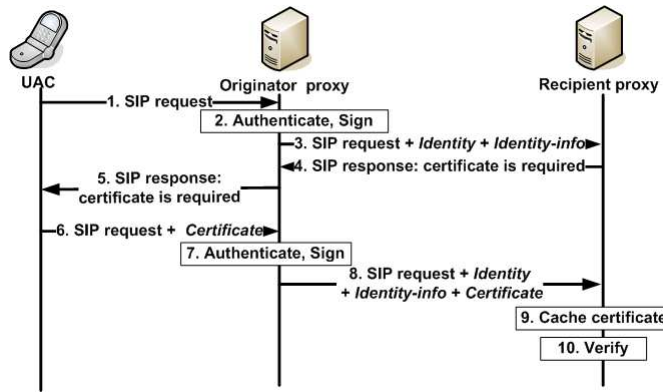 UAC
Originator proxy
Recipient proxy
1. SIP request
2. Authenticate, Sign
3. SIP request + Identity + Identity-info
4. SIP response: certificate is required
5. SIP response:
certificate is required
6. SIP request + Certificate
7. Authenticate, Sign
8. SIP request + Identity
+ Identity-info + Certificate
9. Cache certificate
10. Verify